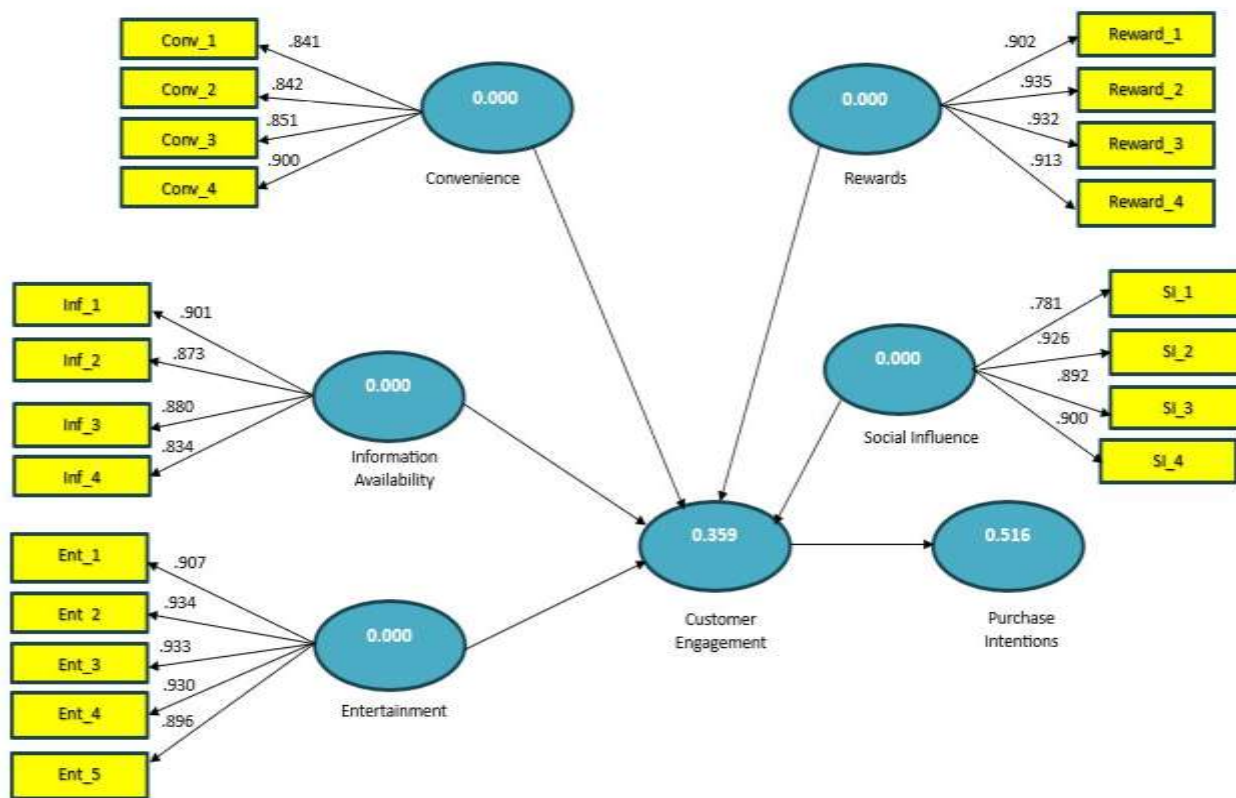 Conv_1
.841
Conv_2
.842
Conv_3
.851
Conv_4
.900
0.000
Convenience
0.000
Rewards
.902
Reward_1
.935
Reward_2
.932
Reward_3
.913
Reward_4
Inf_1
.901
Inf_2
.873
Inf_3
.880
Inf_4
.834
0.000
Information
Availability
0.000
Social Influence
.781
SI_1
.926
SI_2
.892
SI_3
.900
SI_4
Ent_1
.907
Ent 2
.934
Ent_3
.933
Ent_4
.930
Ent_5
.896
0.000
Entertainment
0.359
Customer
Engagement
0.516
Purchase
Intentions